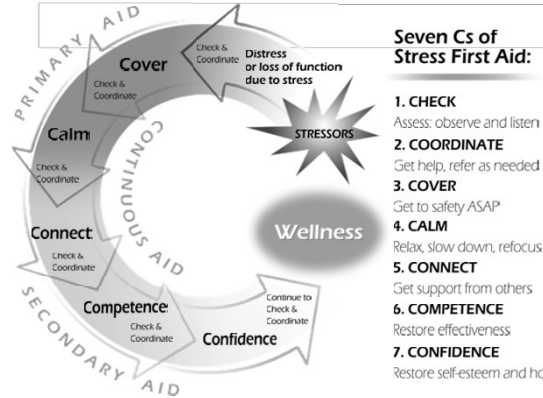 PRIMARY AID
CONTINUOUS AID
SECONDARY AID
Check &
Coordinate
Distress
or loss of function
due to stress
STRESSORS
Cover
Check &
Coordinate
Calm
Check &
Coordinate
Connect
Check &
Coordinate
Competence
Check &
Coordinate
Confidence
Continue to
Check &
Coordinate
Wellness
Seven Cs of
Stress First Aid:
1. CHECK
Assess: observe and listen
2. COORDINATE
Get help, refer as needed
3. COVER
Get to safety ASAP
4. CALM
Relax, slow down, refocus
5. CONNECT
Get support from others
6. COMPETENCE
Restore effectiveness
7. CONFIDENCE
Restore self-esteem and